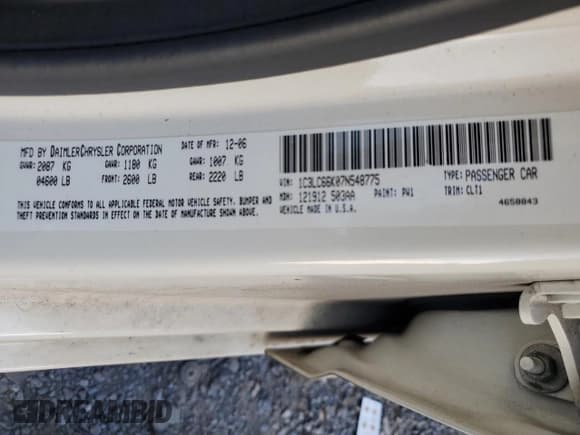 MFD BY DAIMLERCHRYSLER CORPORATION DATE OF MFR 12-06
GVWR: 2087 KG GAWR: 1180 KG GAWR: 1007 KG
04600 LB FRONT: 2600 LB REAR: 2220 LB
THIS VEHICLE CONFORMS TO ALL APPLICABLE FEDERAL MOTOR VEHICLE SAFETY, BUMPER AND
THEFT PREVENTION STANDARDS IN EFFECT ON THE DATE OF MANUFACTURE SHOWN ABOVE.
VIN: 1C3LC66K07N548775 TYPE: PASSENGER CAR
MDH: 121912 503AA PAINT: PW1 TRIM: CLT1
VEHICLE MADE IN U.S.A. 4658043
DREAMBID